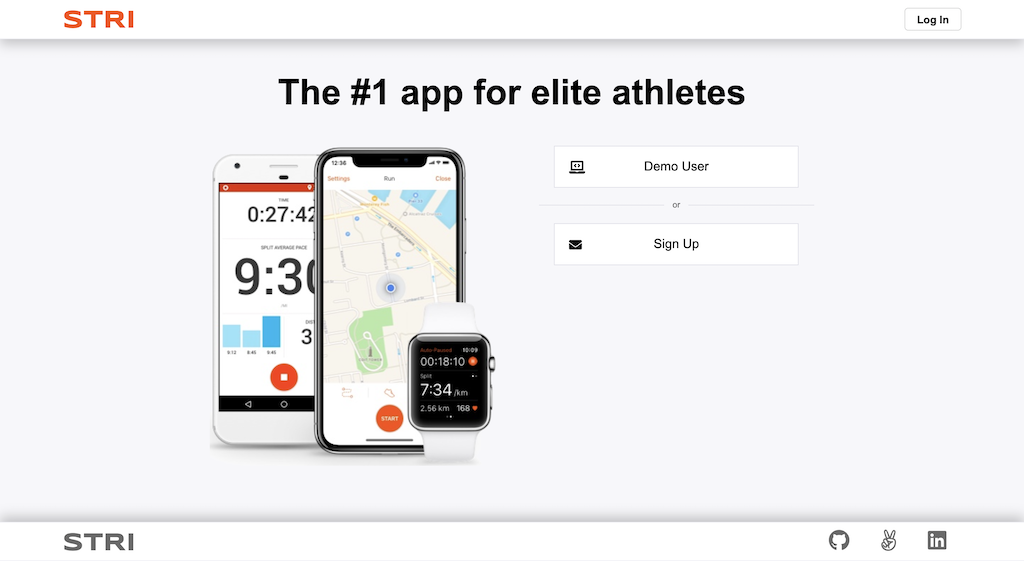 STRI
Log In
The #1 app for elite athletes
TIME
0:27:42
SPLIT AVERAGE PACE
9:30
9:12 8:45 9:45
12:36
Settings Run Close
START
Auto-Paused 10:09
00:18:10
Split
7:34 /km
2.56 km 168
Demo User
or
Sign Up
STRI
in